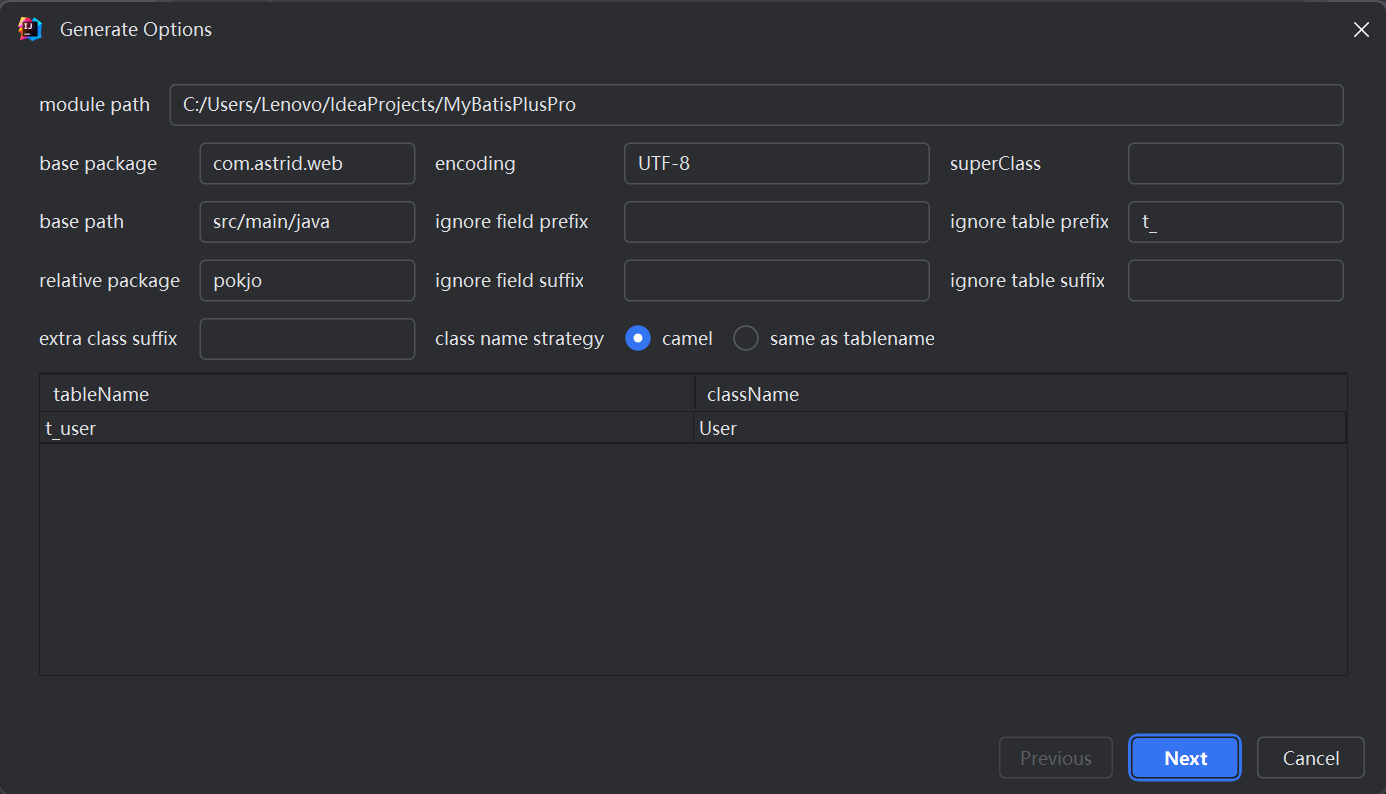 Generate Options
module path C:/Users/Lenovo/IdeaProjects/MyBatisPlusPro
base package com.astrid.web encoding UTF-8 superClass
base path src/main/java ignore field prefix ignore table prefix t_
relative package pokjo ignore field suffix ignore table suffix
extra class suffix class name strategy camel same as tablename
tableName className
t_user User
Previous Next Cancel